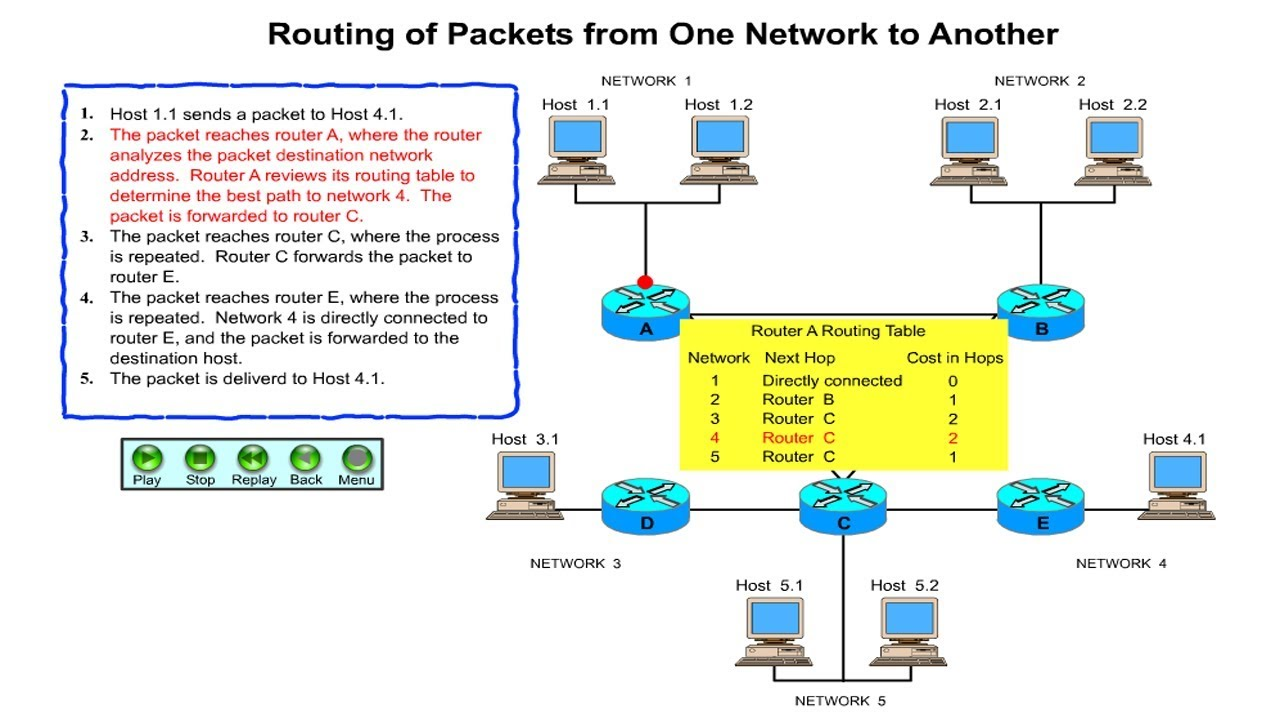 Routing of Packets from One Network to Another
1. Host 1.1 sends a packet to Host 4.1.
2. The packet reaches router A, where the router
analyzes the packet destination network
address. Router A reviews its routing table to
determine the best path to network 4. The
packet is forwarded to router C.
3. The packet reaches router C, where the process
is repeated. Router C forwards the packet to
router E.
4. The packet reaches router E, where the process
is repeated. Network 4 is directly connected to
router E, and the packet is forwarded to the
destination host.
5. The packet is deliverd to Host 4.1.
Play Stop Replay Back Menu
NETWORK 1
Host 1.1 Host 1.2
NETWORK 2
Host 2.1 Host 2.2
A
B
Router A Routing Table
Network Next Hop Cost in Hops
1 Directly connected 0
2 Router B 1
3 Router C 2
4 Router C 2
5 Router C 1
Host 3.1
Host 4.1
D
C
E
NETWORK 3
NETWORK 4
Host 5.1 Host 5.2
NETWORK 5